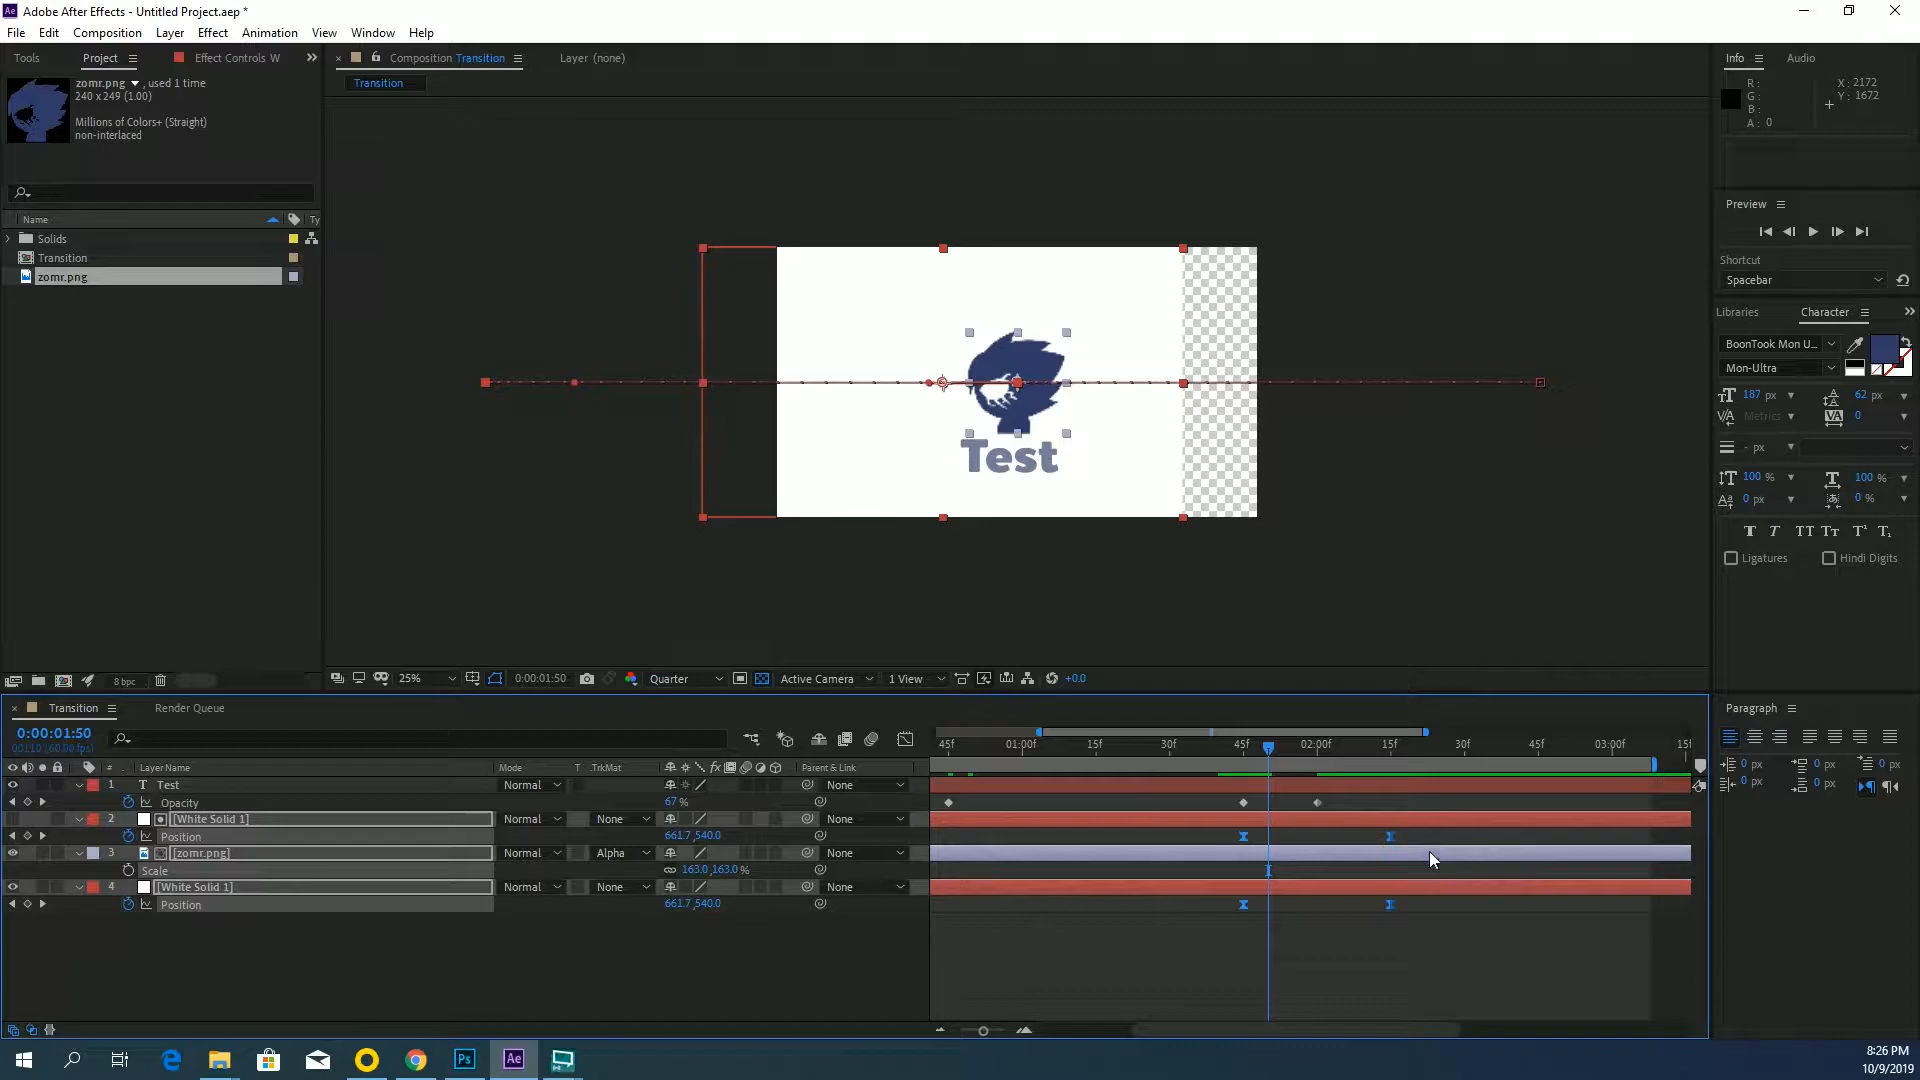 Adobe After Effects - Untitled Project.aep *
File Edit Composition Layer Effect Animation View Window Help
Tools Project Effect Controls W
zomr.png , used 1 time
240 x 249 (1.00)
Millions of Colors+ (Straight)
non-interlaced
Name Ty
Solids
Transition
zomr.png
8 bpc
Composition Transition Layer (none)
Transition
Test
25% 0:00:01:50 Quarter Active Camera 1 View +0.0
Info Audio
R : X : 2172
G : Y : 1672
B :
A : 0
Preview
Shortcut
Spacebar
Libraries Character
BoonTook Mon U...
Mon-Ultra
187 px 62 px
Metrics 0
- px
100 % 100 %
0 px 0 %
Ligatures Hindi Digits
Paragraph
0 px 0 px 0 px
0 px 0 px
Transition Render Queue
0:00:01:50
00110 (60.00 fps)
45f 01:00f 15f 30f 45f 02:00f 15f 30f 45f 03:00f 15f
# Layer Name Mode T .TrkMat Parent & Link
1 T Test Normal None
Opacity 67 %
2 [White Solid 1] Normal None None
Position 661.7,540.0
3 [zomr.png] Normal Alpha None
Scale 163.0,163.0 %
4 [White Solid 1] Normal None None
Position 661.7,540.0
Ps Ae
8:26 PM
10/9/2019